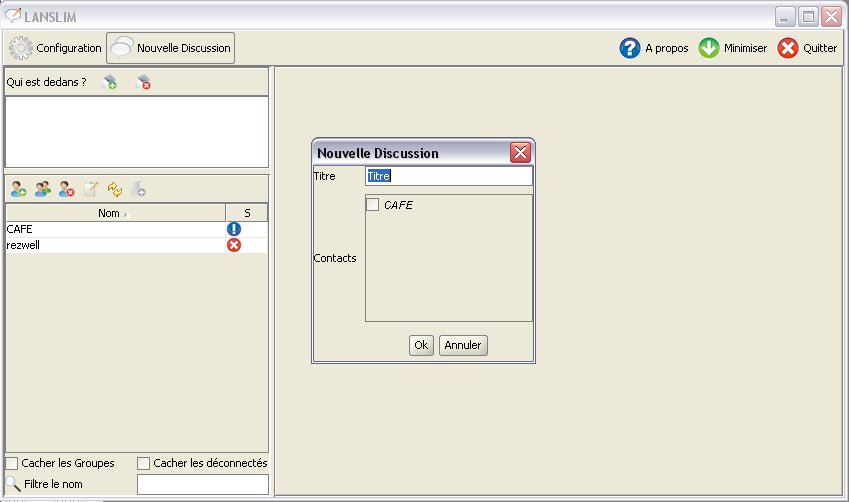 LANSLIM
Configuration Nouvelle Discussion A propos Minimiser Quitter
Qui est dedans ?
Nouvelle Discussion
Titre Titre
CAFE
Contacts
Ok Annuler
Nom S
CAFE
rezwell
Cacher les Groupes Cacher les déconnectés
Filtre le nom